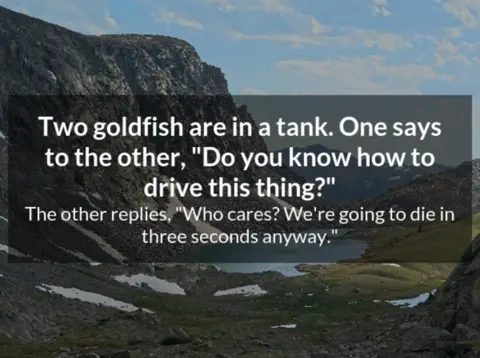 Two goldfish are in a tank. One says
to the other, "Do you know how to
drive this thing?"
The other replies, "Who cares? We're going to die in
three seconds anyway."